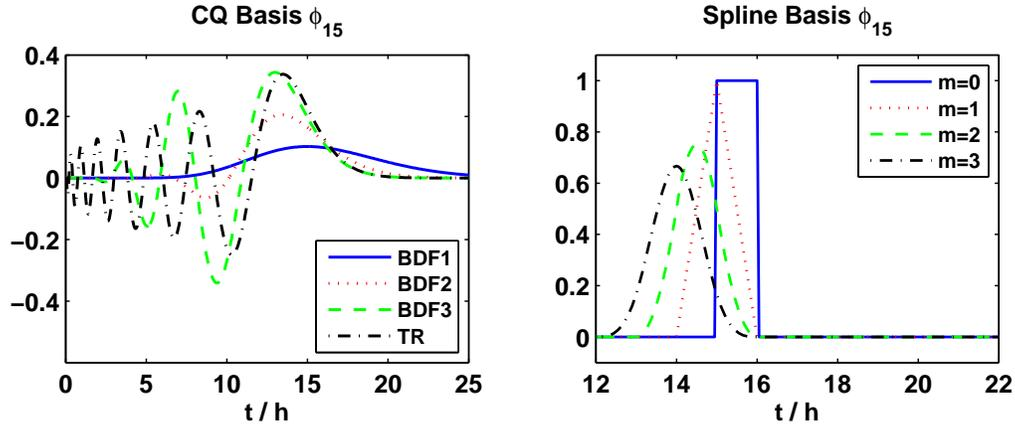 CQ Basis ϕ₁₅
0.4
0.2
0
−0.2
−0.4
BDF1
BDF2
BDF3
TR
0 5 10 15 20 25
t / h
Spline Basis ϕ₁₅
1
0.8
0.6
0.4
0.2
0
m=0
m=1
m=2
m=3
12 14 16 18 20 22
t / h